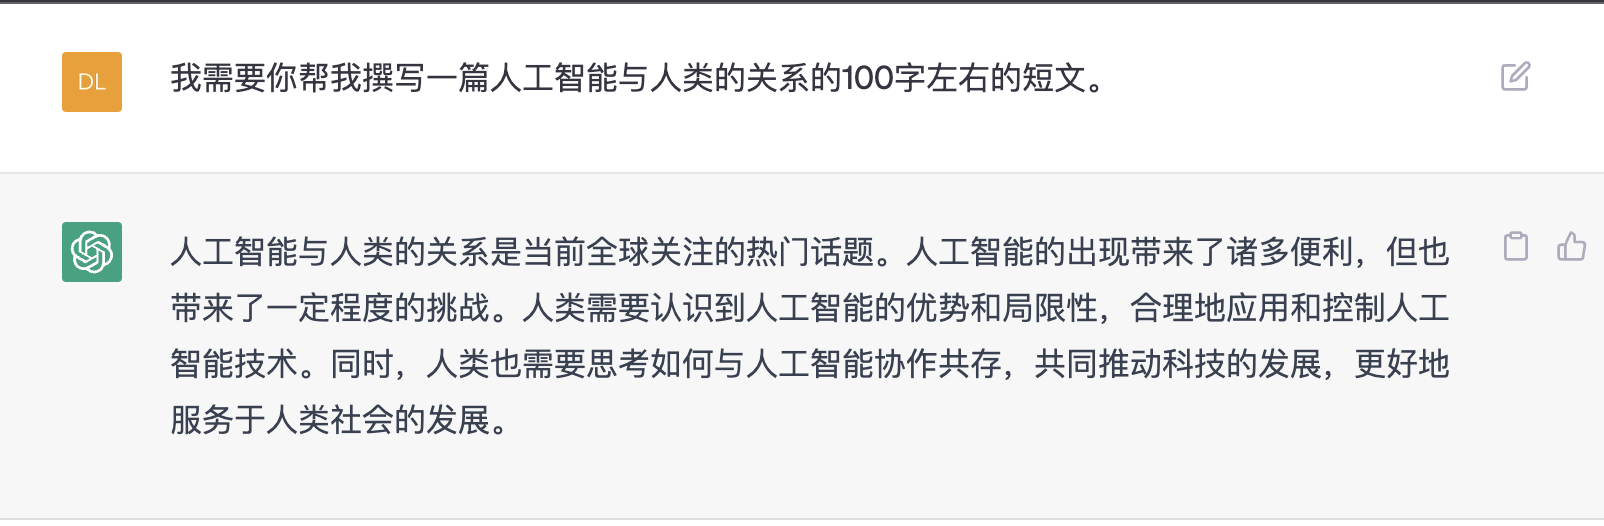 DL
我需要你帮我撰写一篇人工智能与人类的关系的100字左右的短文。
人工智能与人类的关系是当前全球关注的热门话题。人工智能的出现带来了诸多便利，但也
带来了一定程度的挑战。人类需要认识到人工智能的优势和局限性，合理地应用和控制人工
智能技术。同时，人类也需要思考如何与人工智能协作共存，共同推动科技的发展，更好地
服务于人类社会的发展。